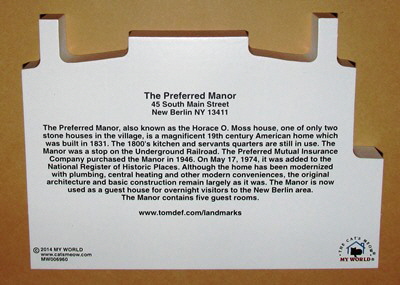 The Preferred Manor
45 South Main Street
New Berlin NY 13411
The Preferred Manor, also known as the Horace O. Moss house, one of only two
stone houses in the village, is a magnificent 19th century American home which
was built in 1831. The 1800's kitchen and servants quarters are still in use. The
Manor was a stop on the Underground Railroad. The Preferred Mutual Insurance
Company purchased the Manor in 1946. On May 17, 1974, it was added to the
National Register of Historic Places. Although the home has been modernized
with plumbing, central heating and other modern conveniences, the original
architecture and basic construction remain largely as it was. The Manor is now
used as a guest house for overnight visitors to the New Berlin area.
The Manor contains five guest rooms.
www.tomdef.com/landmarks
© 2014 MY WORLD
www.catsmeow.com
MW006960
THE CAT'S MEOW
MY WORLD®